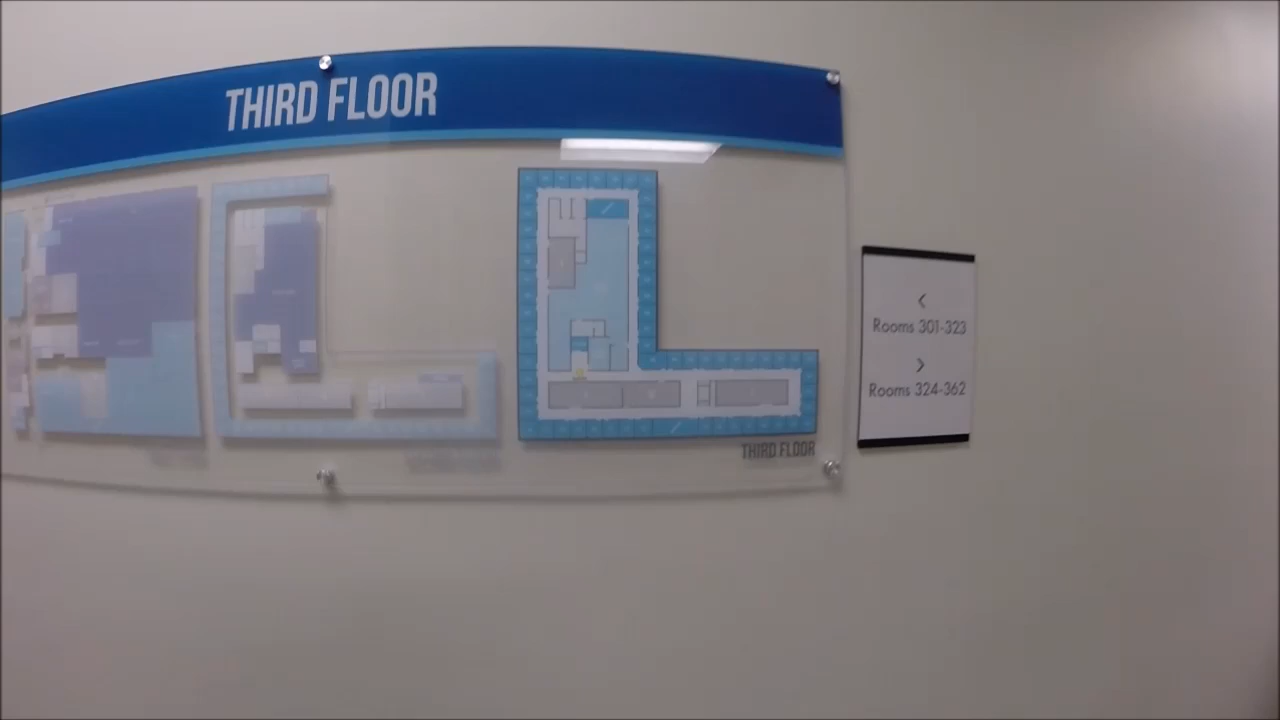 THIRD FLOOR
<
Rooms 301-323
>
Rooms 324-362
THIRD FLOOR